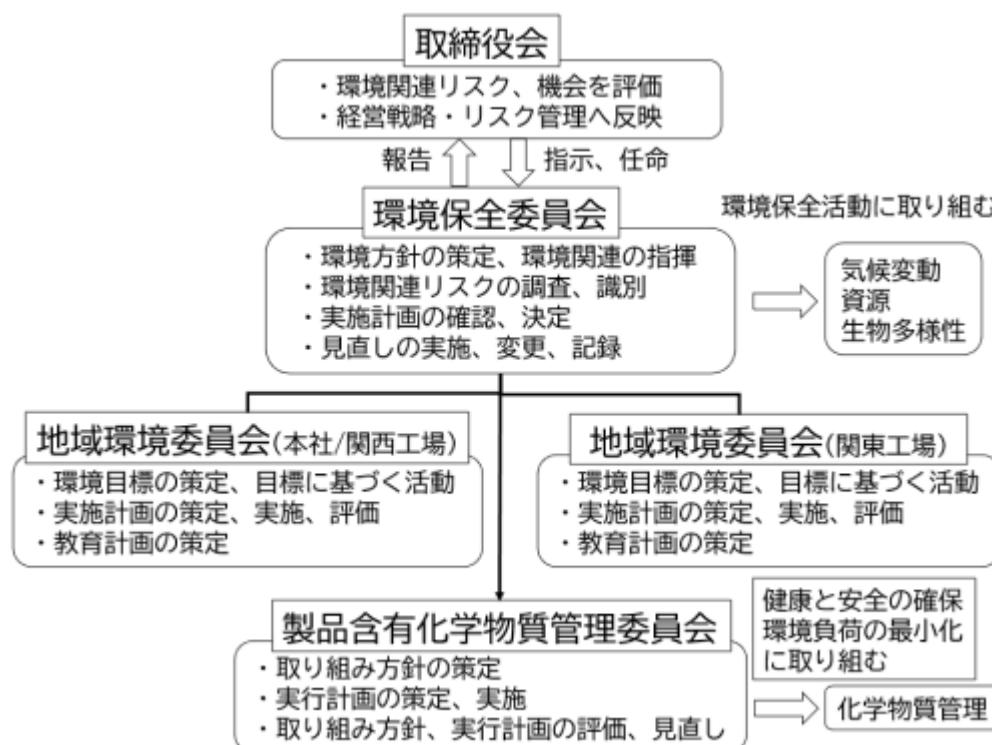 取締役会
・環境関連リスク、機会を評価
・経営戦略・リスク管理へ反映
報告
指示、任命
環境保全委員会
・環境方針の策定、環境関連の指揮
・環境関連リスクの調査、識別
・実施計画の確認、決定
・見直しの実施、変更、記録
環境保全活動に取り組む
気候変動
資源
生物多様性
地域環境委員会(本社/関西工場)
・環境目標の策定、目標に基づく活動
・実施計画の策定、実施、評価
・教育計画の策定
地域環境委員会(関東工場)
・環境目標の策定、目標に基づく活動
・実施計画の策定、実施、評価
・教育計画の策定
製品含有化学物質管理委員会
・取り組み方針の策定
・実行計画の策定、実施
・取り組み方針、実行計画の評価、見直し
健康と安全の確保
環境負荷の最小化
に取り組む
化学物質管理